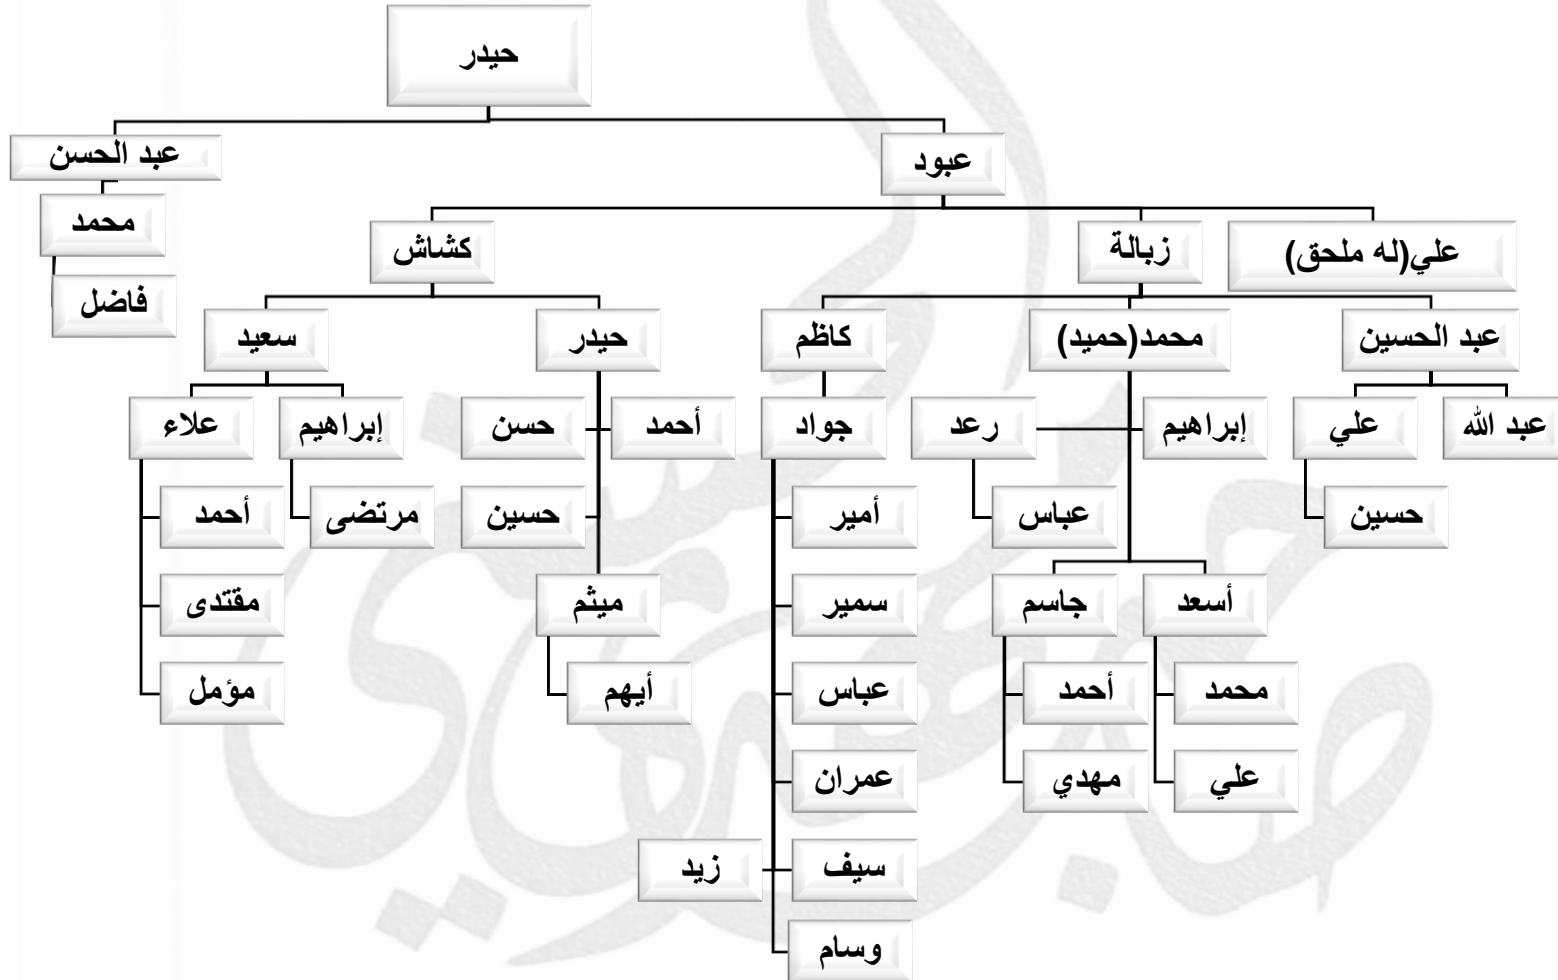 حيدر
عبود
عبد الحسن
علي(له ملحق)
زبالة
كشاش
محمد
فاضل
عبد الحسين
محمد(حميد)
كاظم
حيدر
سعيد
عبد الله
علي
إبراهيم
رعد
جواد
أحمد
حسن
إبراهيم
علاء
حسين
عباس
أمير
حسين
مرتضى
أحمد
أسعد
جاسم
سمير
ميثم
مقتدى
محمد
أحمد
عباس
أيهم
مؤمل
علي
مهدي
عمران
سيف
زيد
وسام